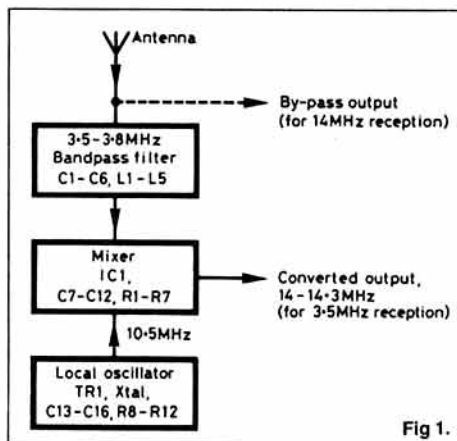 Antenna
By-pass output
(for 14MHz reception)
3·5-3·8MHz
Bandpass filter
C1-C6, L1-L5
Mixer
IC1,
C7-C12, R1-R7
Converted output,
14-14·3MHz
(for 3·5MHz reception)
10·5MHz
Local oscillator
TR1, Xtal,
C13-C16, R8-R12
Fig 1.